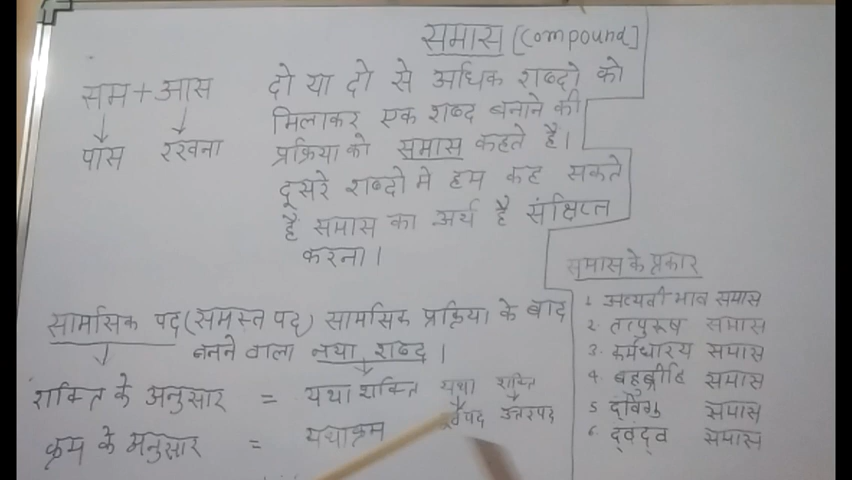 समास [Compound]
सम + आस
पास रखना
दो या दो से अधिक शब्दो को
मिलाकर एक शब्द बनाने की
प्रक्रिया को समास कहते है।
दूसरे शब्दो मे हम कह सकते
है समास का अर्थ है संक्षिप्त
करना।
सामासिक पद (समस्त पद) सामसिक प्रक्रिया के बाद
बनने वाला नया शब्द।
शक्ति के अनुसार = यथाशक्ति यथा शक्ति
उत्तरपद
क्रम के अनुसार = यथाक्रम
समास के प्रकार
1. अव्ययी भाव समास
2. तत्पुरूष समास
3. कर्मधारय समास
4. बहुब्रीहि समास
5. द्विगु समास
6. द्वंद्व समास